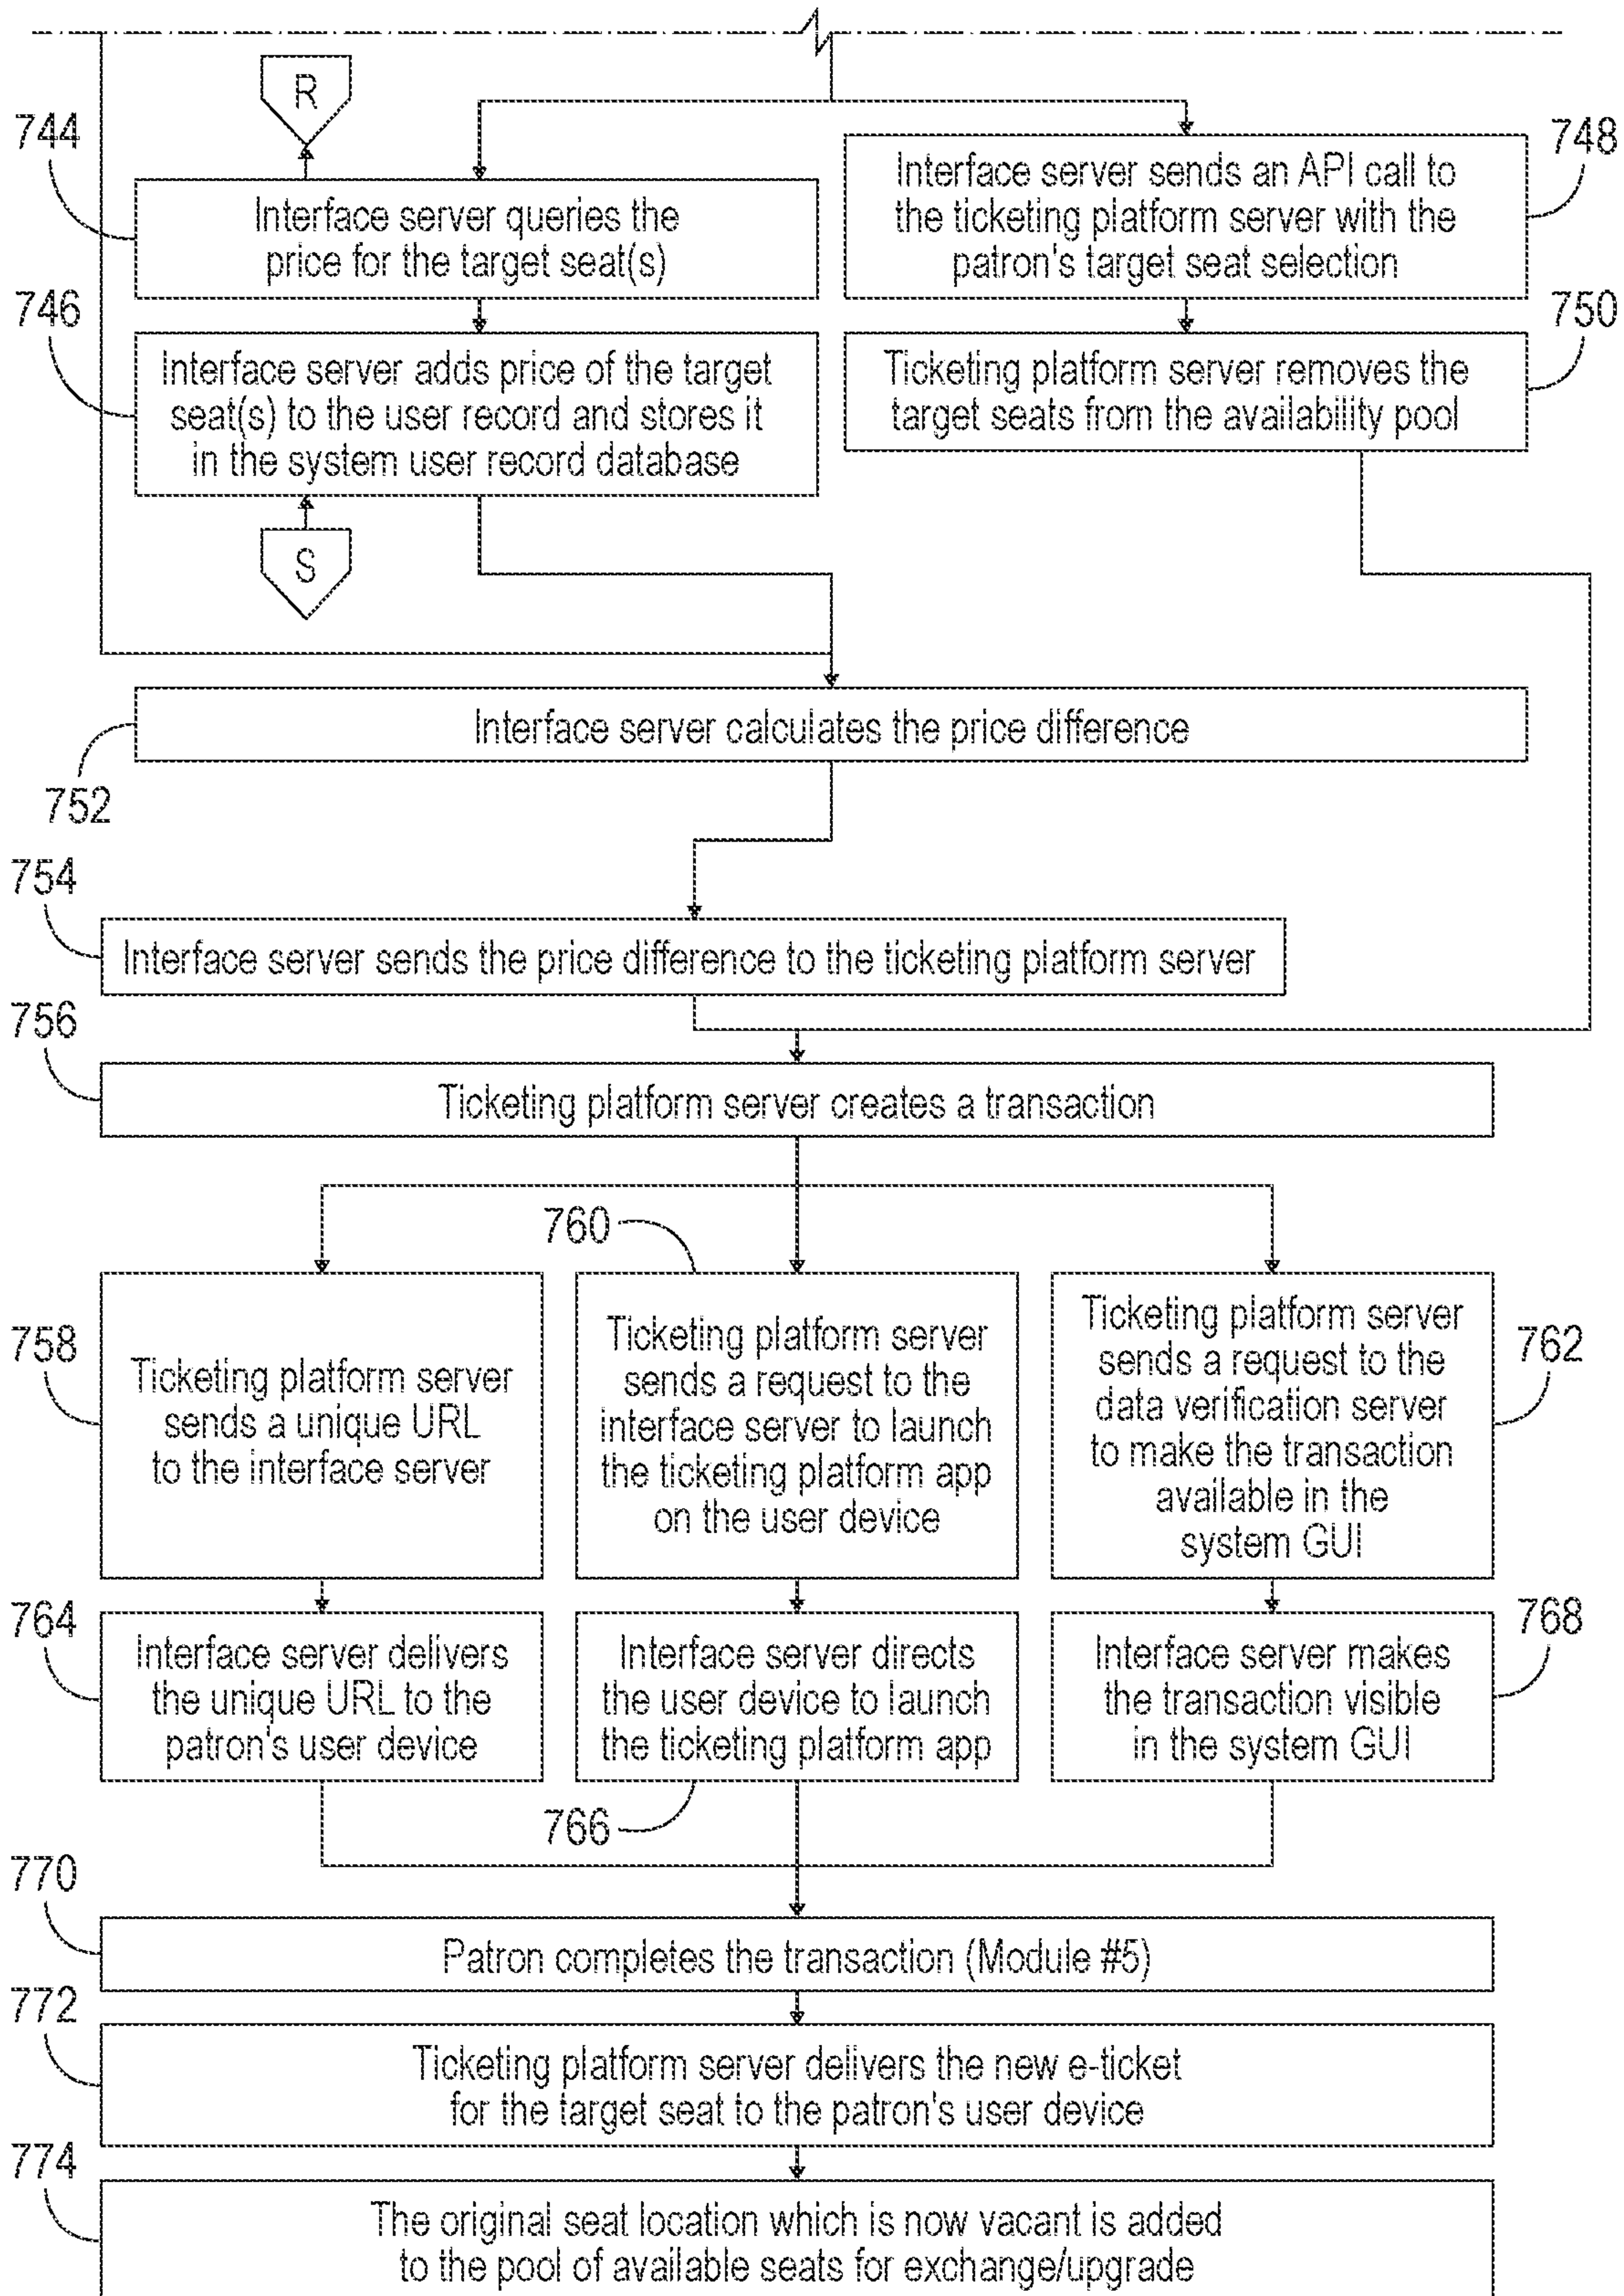 R
744
Interface server queries the
price for the target seat(s)
748
Interface server sends an API call to
the ticketing platform server with the
patron's target seat selection
746
Interface server adds price of the target
seat(s) to the user record and stores it
in the system user record database
750
Ticketing platform server removes the
target seats from the availability pool
S
Interface server calculates the price difference
752
754
Interface server sends the price difference to the ticketing platform server
756
Ticketing platform server creates a transaction
758
Ticketing platform server
sends a unique URL
to the interface server
760
Ticketing platform server
sends a request to the
interface server to launch
the ticketing platform app
on the user device
762
Ticketing platform server
sends a request to the
data verification server
to make the transaction
available in the
system GUI
764
Interface server delivers
the unique URL to the
patron's user device
Interface server directs
the user device to launch
the ticketing platform app
766
768
Interface server makes
the transaction visible
in the system GUI
770
Patron completes the transaction (Module #5)
772
Ticketing platform server delivers the new e-ticket
for the target seat to the patron's user device
774
The original seat location which is now vacant is added
to the pool of available seats for exchange/upgrade